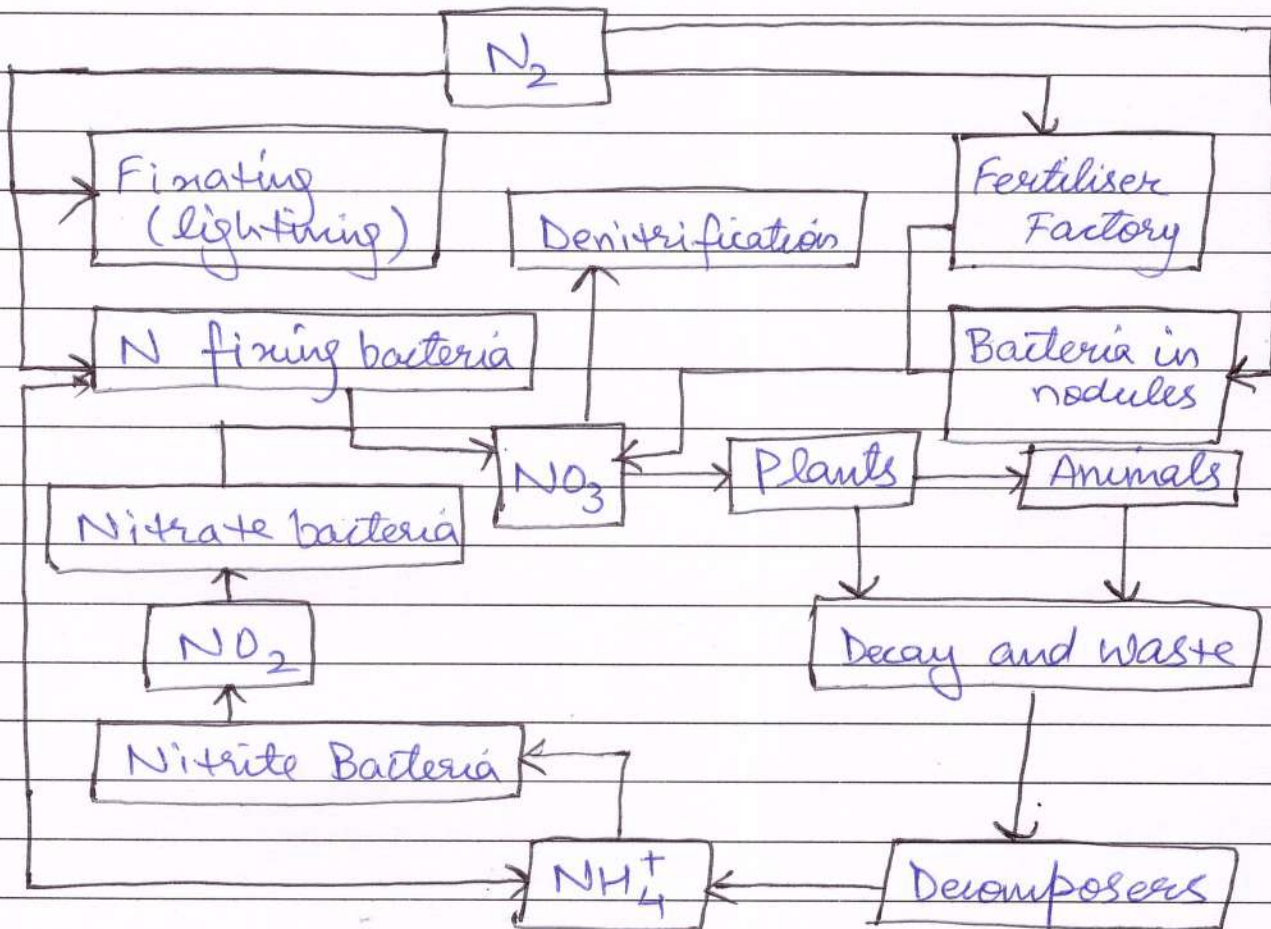 N₂
Fixating
(lightining)
Denitrification
Fertiliser
Factory
N fixing bacteria
Bacteria in
nodules
NO₃
Plants
Animals
Nitrate bacteria
NO₂
Decay and waste
Nitrite Bacteria
NH₄⁺
Decomposers